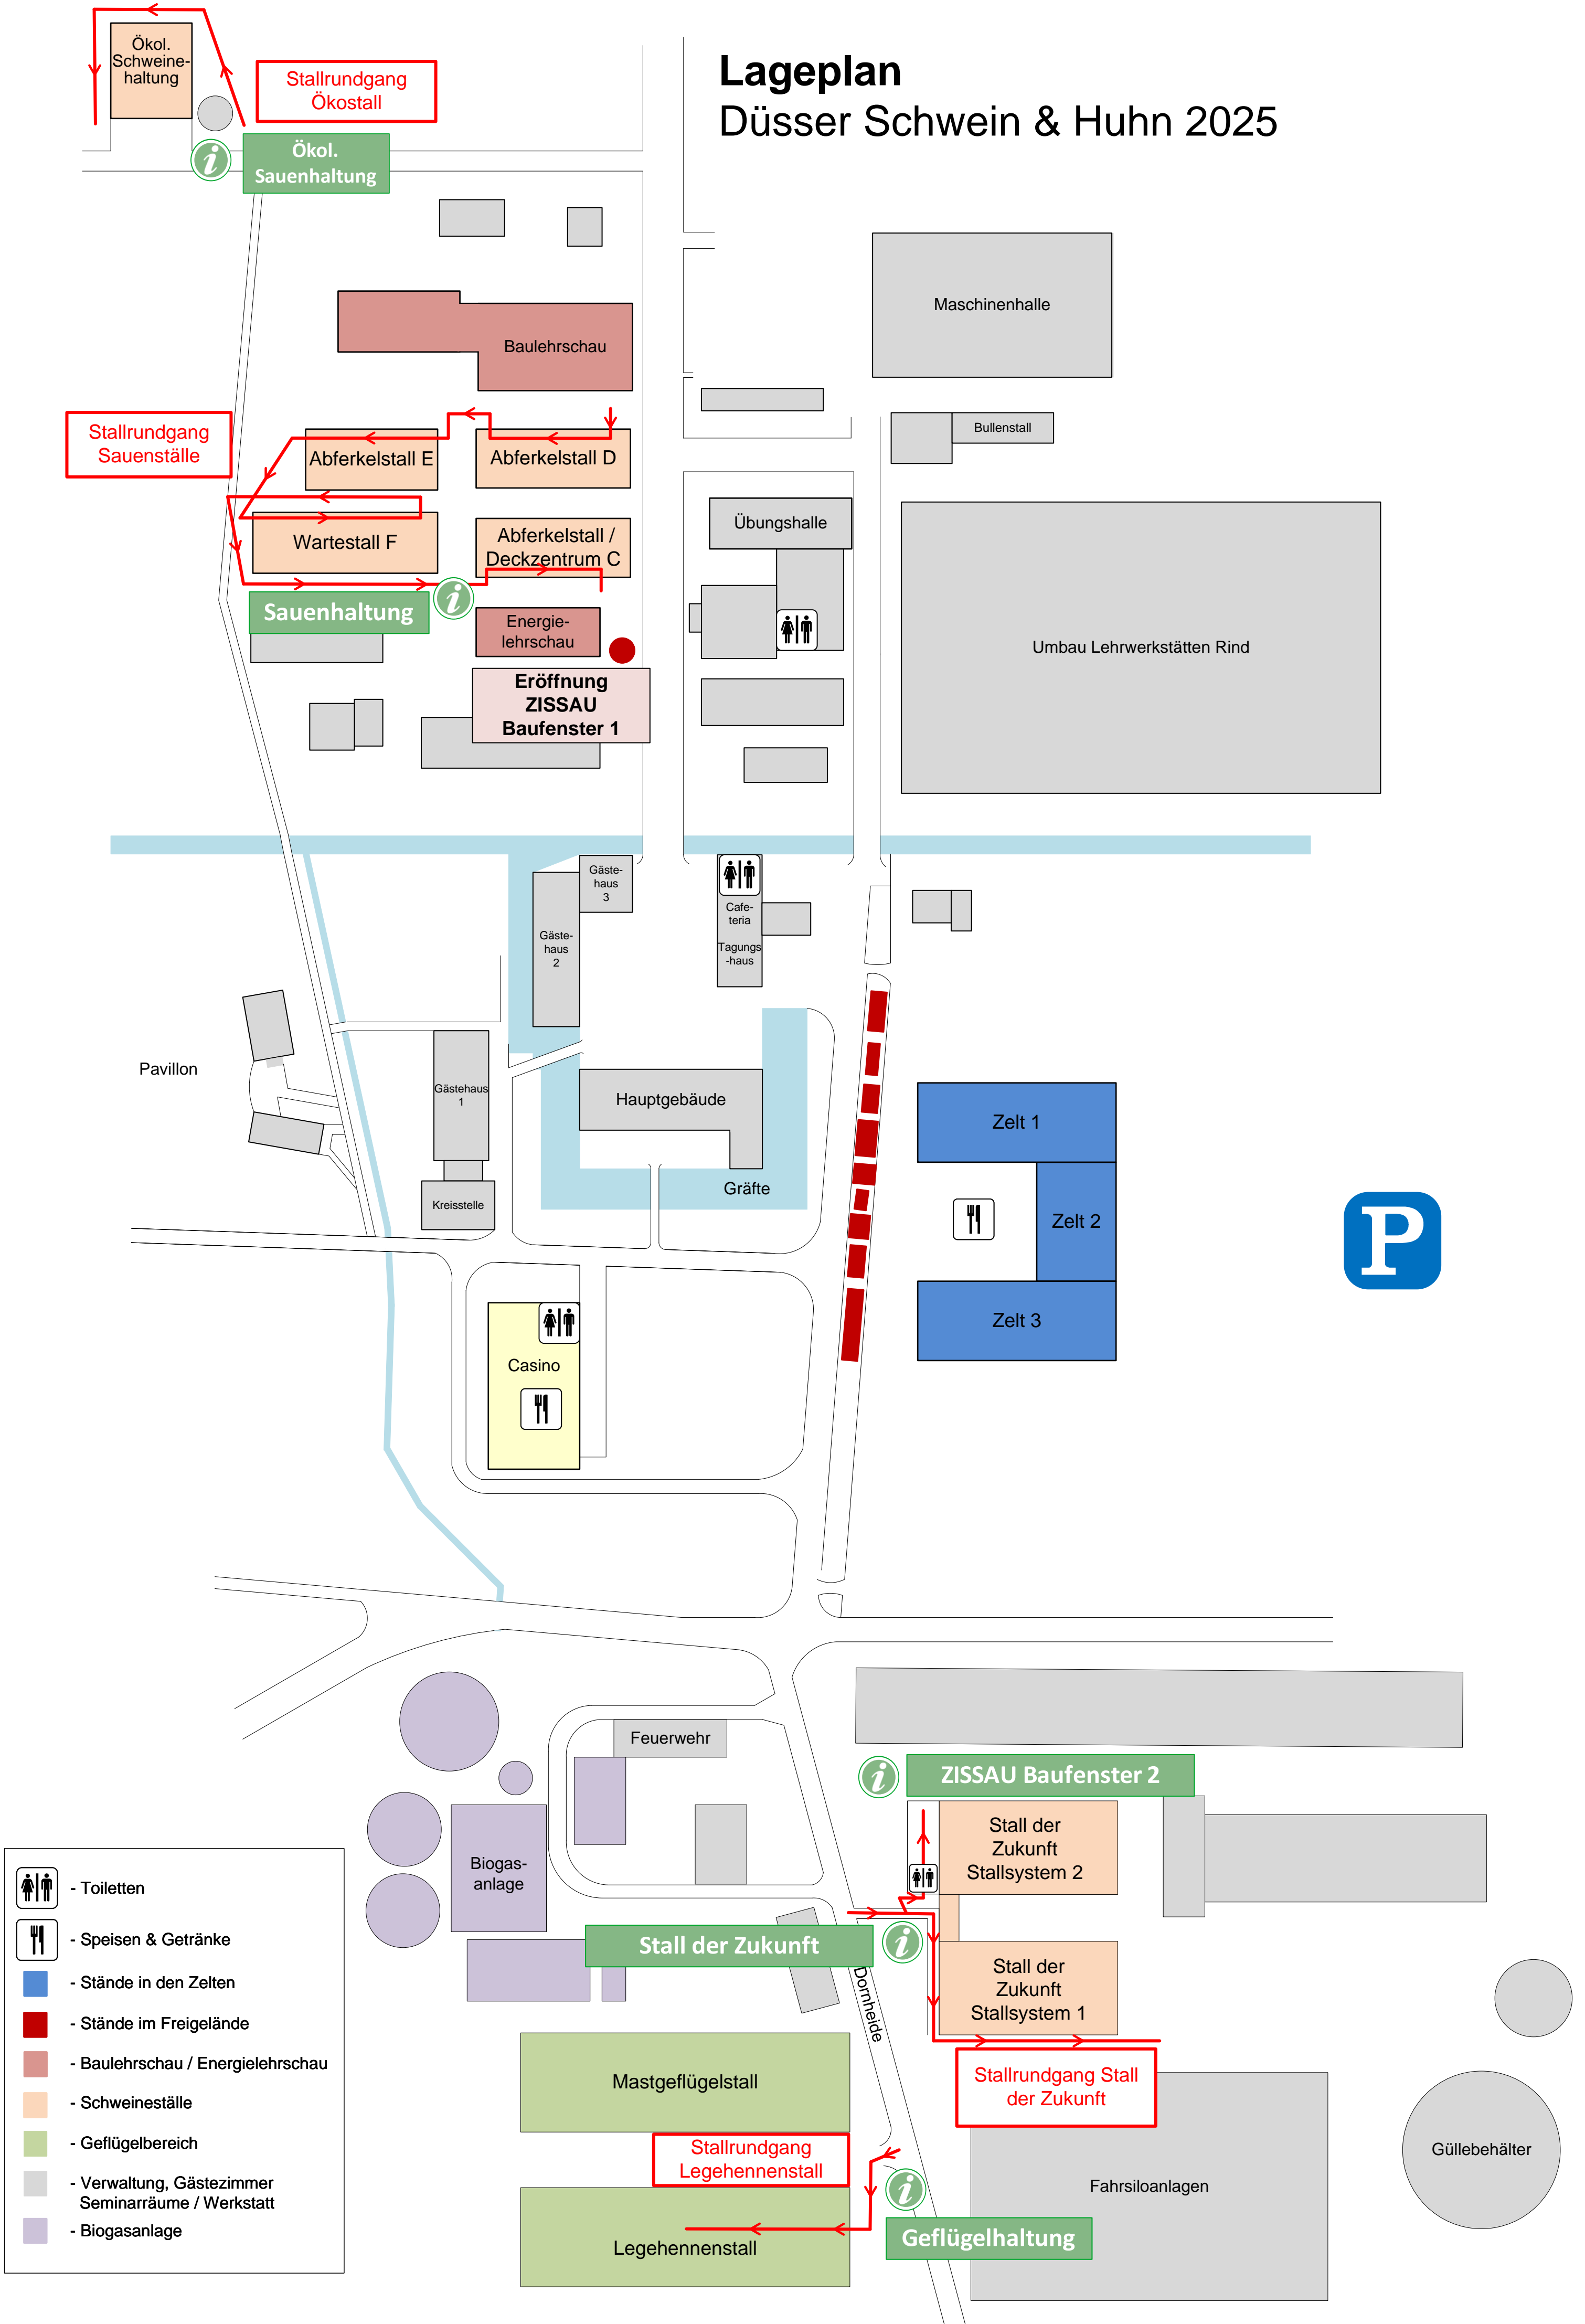 Lageplan
Düsser Schwein & Huhn 2025
Ökol.
Schweine-
haltung
Stallrundgang
Ökostall
i
Ökol.
Sauenhaltung
Maschinenhalle
Baulehrschau
Bullenstall
Stallrundgang
Sauenställe
Abferkelstall E
Abferkelstall D
Übungshalle
Wartestall F
Abferkelstall /
Deckzentrum C
Sauenhaltung
i
Energie-
lehrschau
Umbau Lehrwerkstätten Rind
Eröffnung
ZISSAU
Baufenster 1
Gäste-
haus
3
Gäste-
haus
2
Cafe-
teria
Tagungs
-haus
Pavillon
Gästehaus
1
Hauptgebäude
Gräfte
Kreisstelle
Zelt 1
Zelt 2
Zelt 3
P
Casino
Feuerwehr
i
ZISSAU Baufenster 2
Stall der
Zukunft
Stallsystem 2
Biogas-
anlage
Stall der Zukunft
i
Stall der
Zukunft
Stallsystem 1
Dornheide
Stallrundgang Stall
der Zukunft
Mastgeflügelstall
Stallrundgang
Legehennenstall
i
Geflügelhaltung
Legehennenstall
Fahrsiloanlagen
Güllebehälter
- Toiletten
- Speisen & Getränke
- Stände in den Zelten
- Stände im Freigelände
- Baulehrschau / Energielehrschau
- Schweineställe
- Geflügelbereich
- Verwaltung, Gästezimmer
Seminarräume / Werkstatt
- Biogasanlage